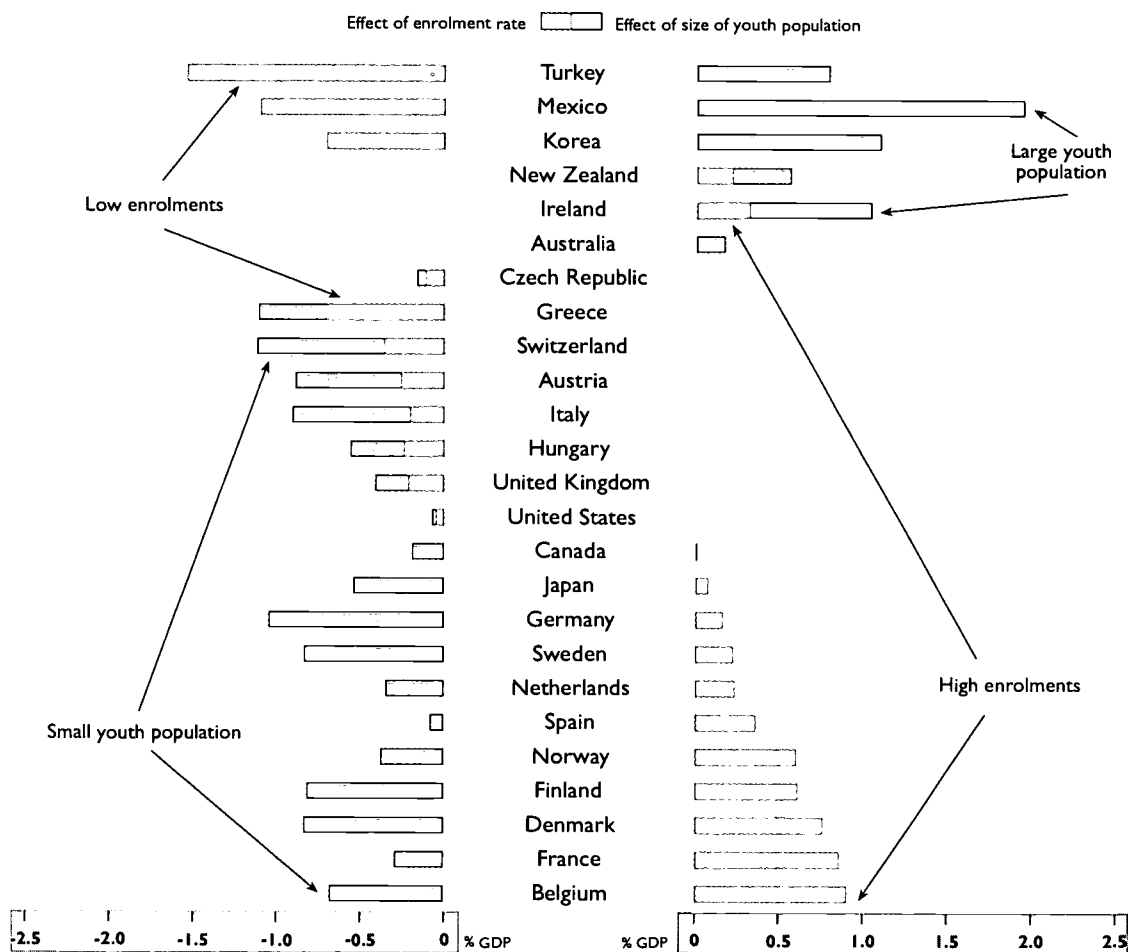 Effect of enrolment rate Effect of size of youth population
Turkey
Mexico
Korea
Large youth
population
New Zealand
Low enrolments
Ireland
Australia
Czech Republic
Greece
Switzerland
Austria
Italy
Hungary
United Kingdom
United States
Canada
Japan
Germany
Sweden
Netherlands
High enrolments
Small youth population
Spain
Norway
Finland
Denmark
France
Belgium
-2.5 -2.0 -1.5 -1.0 -0.5 0 % GDP % GDP 0 0.5 1.0 1.5 2.0 2.5